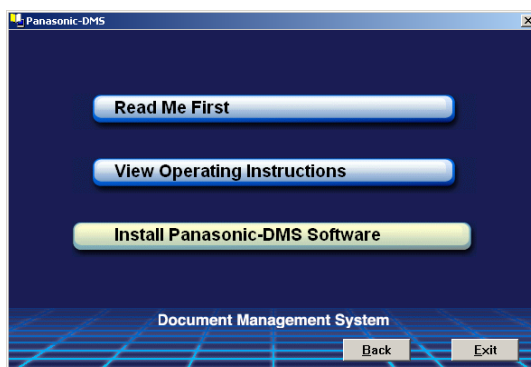 Panasonic-DMS
Read Me First
View Operating Instructions
Install Panasonic-DMS Software
Document Management System
Back
Exit